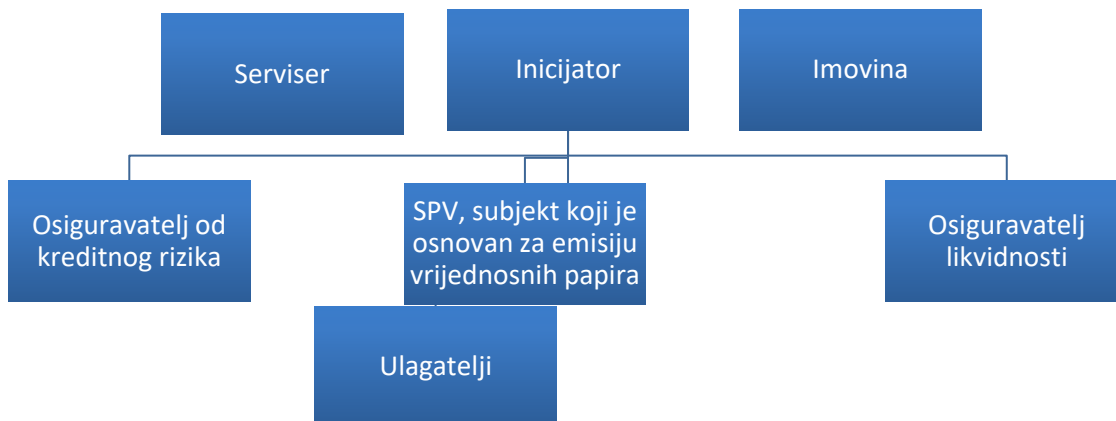 Serviser
Inicijator
Imovina
Osiguravatelj od
kreditnog rizika
SPV, subjekt koji je
osnovan za emisiju
vrijednosnih papira
Osiguravatelj
likvidnosti
Ulagatelji